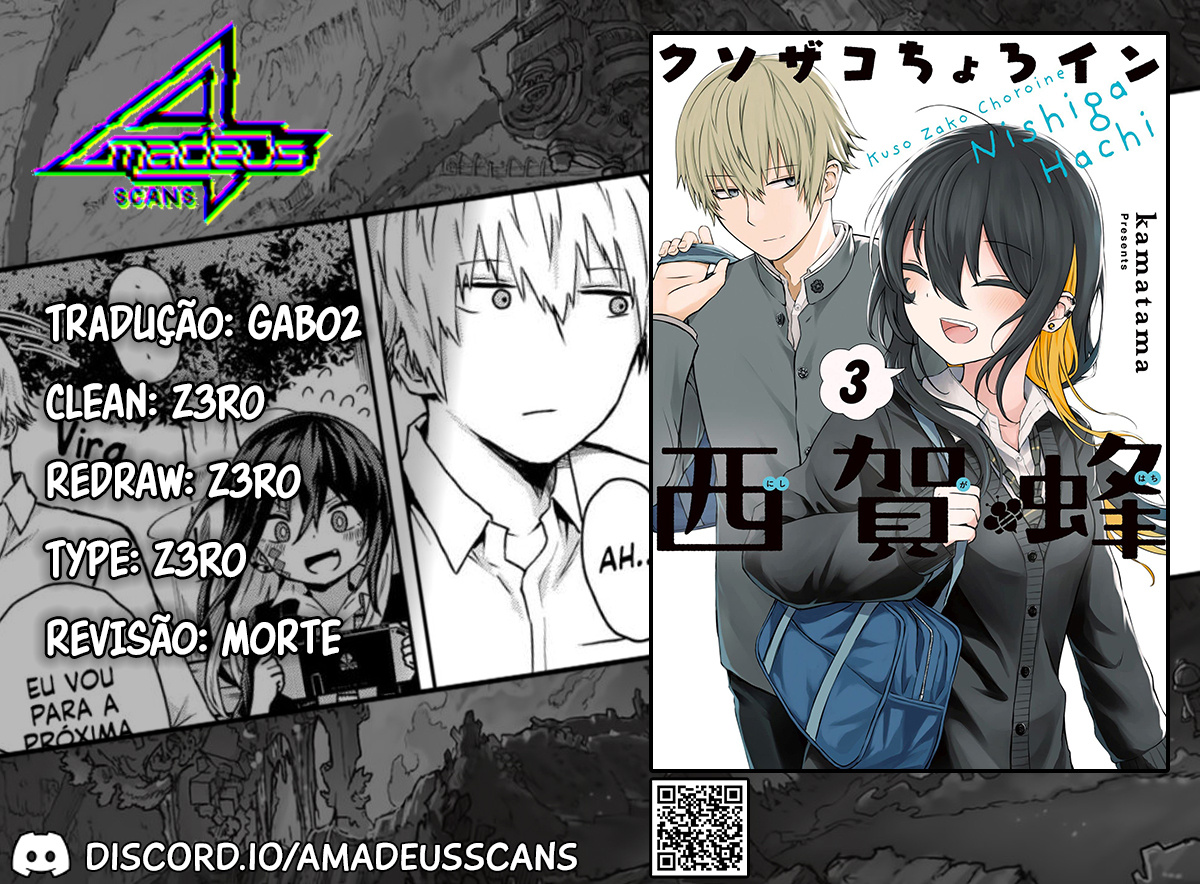 Amadeus
SCANS
TRADUÇÃO: GABO2
CLEAN: Z3RO
REDRAW: Z3RO
TYPE: Z3RO
REVISÃO: MORTE
Vira
AH..
EU VOU
PARA A
PRÓXIMA
DISCORD.IO/AMADEUSSCANS
クソザコちょろイン
Kuso Zako Choroine
Nishiga
Hachi
kamatama
Presents
3
西賀蜂
にし が はち